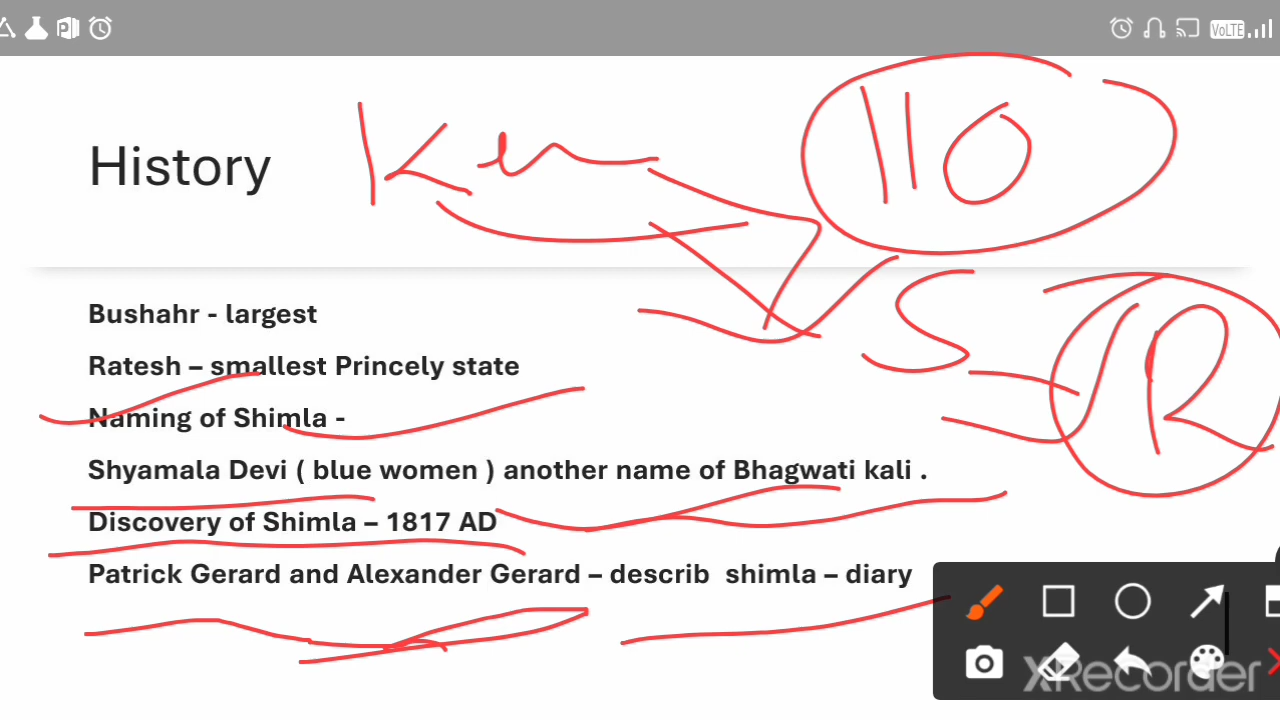 VoLTE
History
110
Bushahr - largest
Ratesh – smallest Princely state
Naming of Shimla -
Shyamala Devi ( blue women ) another name of Bhagwati kali .
Discovery of Shimla – 1817 AD
Patrick Gerard and Alexander Gerard – describ shimla – diary
XRecorder